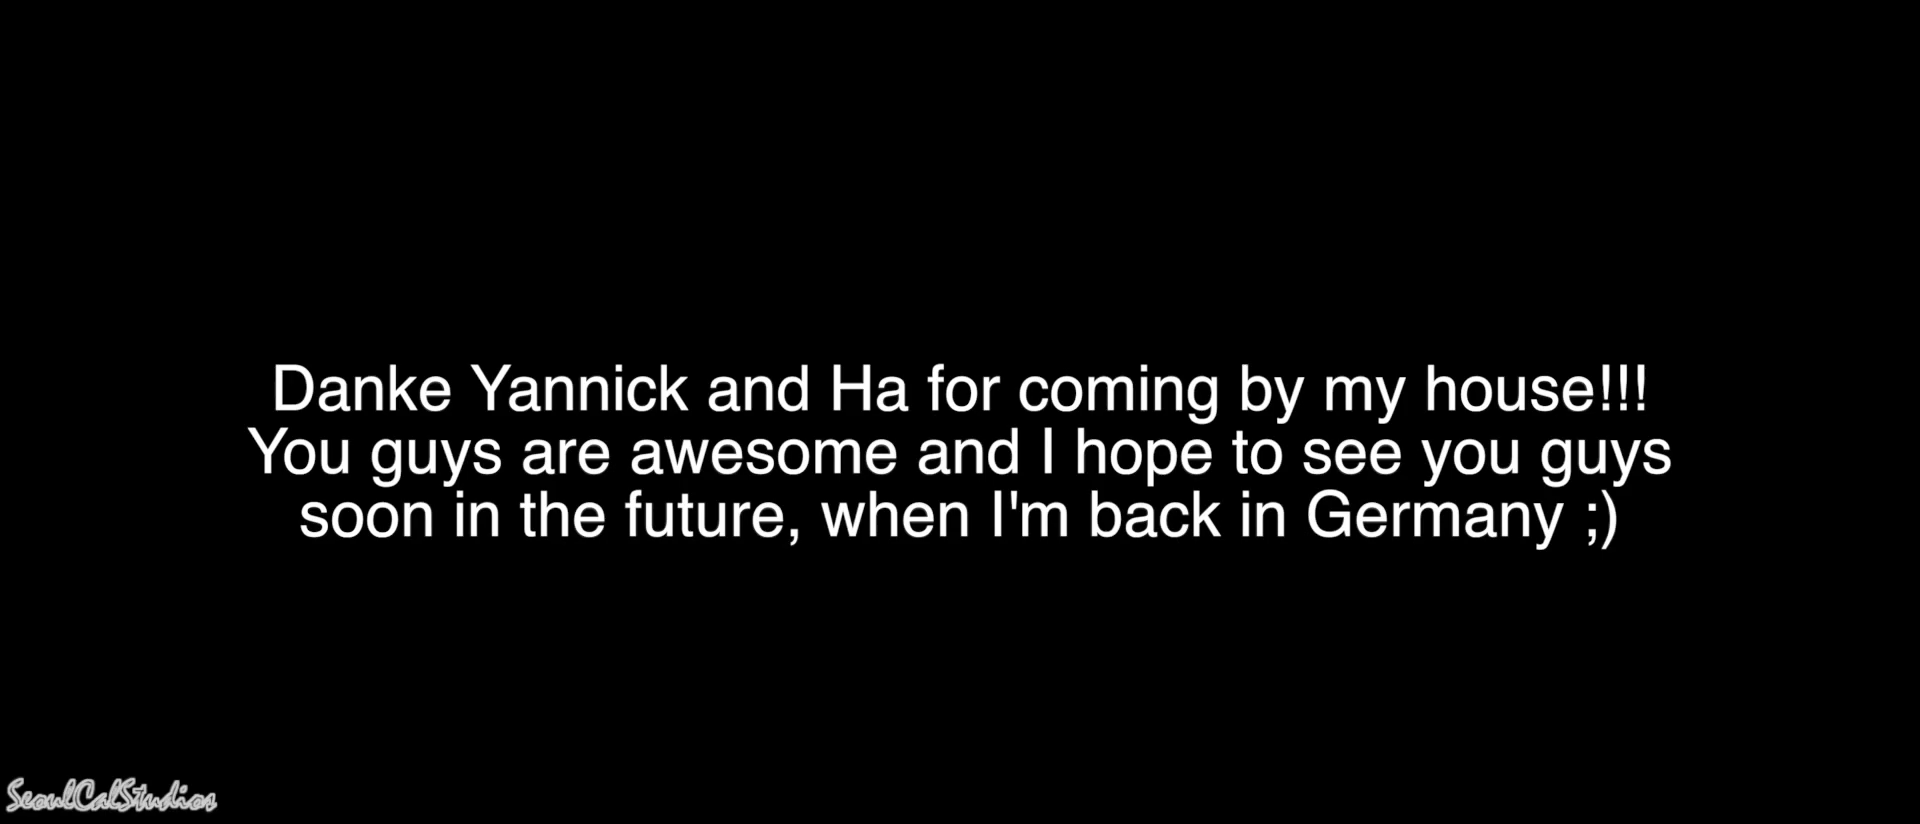 Danke Yannick and Ha for coming by my house!!!
You guys are awesome and I hope to see you guys
soon in the future, when I'm back in Germany ;)
SeoulCalStudios